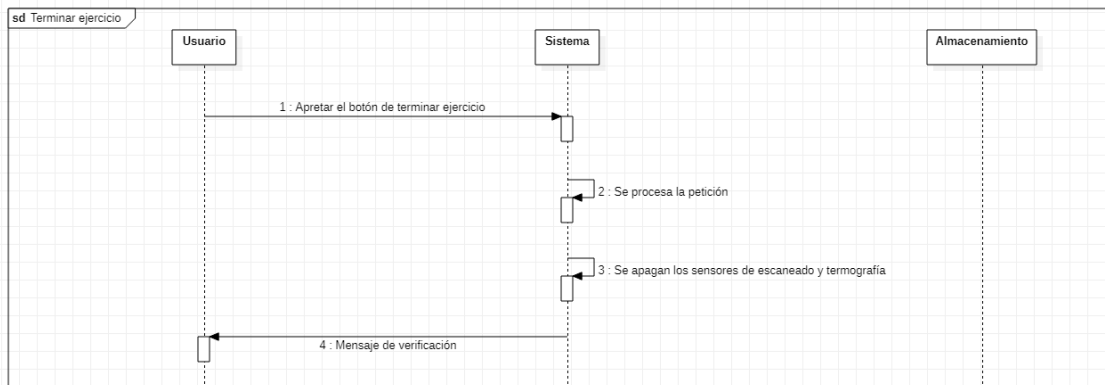 sd Terminar ejercicio
Usuario
Sistema
Almacenamiento
1 : Apretar el botón de terminar ejercicio
2 : Se procesa la petición
3 : Se apagan los sensores de escaneado y termografía
4 : Mensaje de verificación